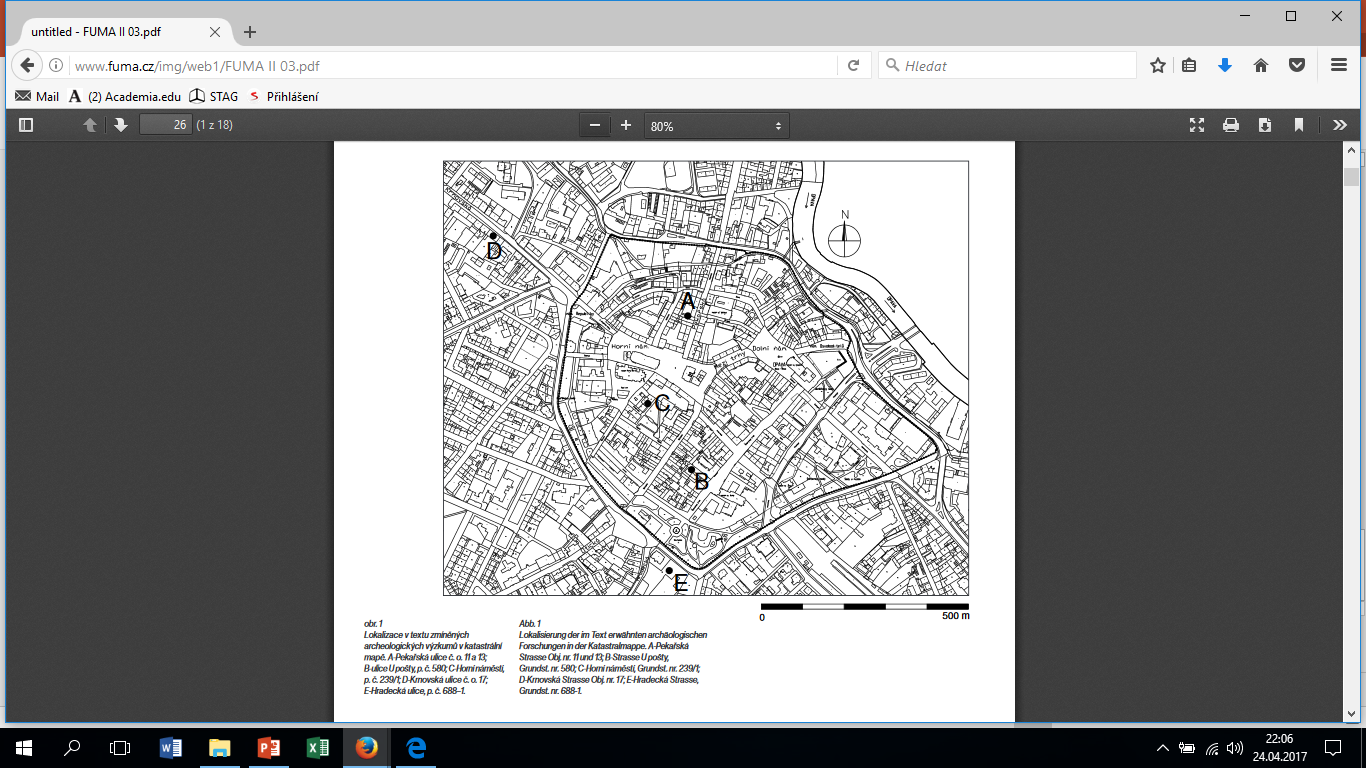 untitled - FUMA II 03.pdf
www.fuma.cz/img/web1/FUMA II 03.pdf
Hledat
Mail
(2) Academia.edu
STAG
Přihlášení
26
(1 z 18)
80%
N
D
A
Horní nám
Dolní nám
C
B
E
0
500 m
obr. 1
Lokalizace v textu zmíněných
archeologických výzkumů v katastrální
mapě. A-Pekařská ulice č. o. 11 a 13;
B-ulice U pošty, p. č. 580; C-Horní náměstí,
p. č. 239/1; D-Krnovská ulice č. o. 17;
E-Hradecká ulice, p. č. 688–1.
Abb. 1
Lokalisierung der im Text erwähnten archäologischen
Forschungen in der Katastralmappe. A-Pekařská
Strasse Obj. nr. 11 und 13; B-Strasse U pošty,
Grundst. nr. 580; C-Horní náměstí, Grundst. nr. 239/1;
D-Krnovská Strasse Obj. nr. 17; E-Hradecká Strasse,
Grundst. nr. 688-1.
22:06
24.04.2017